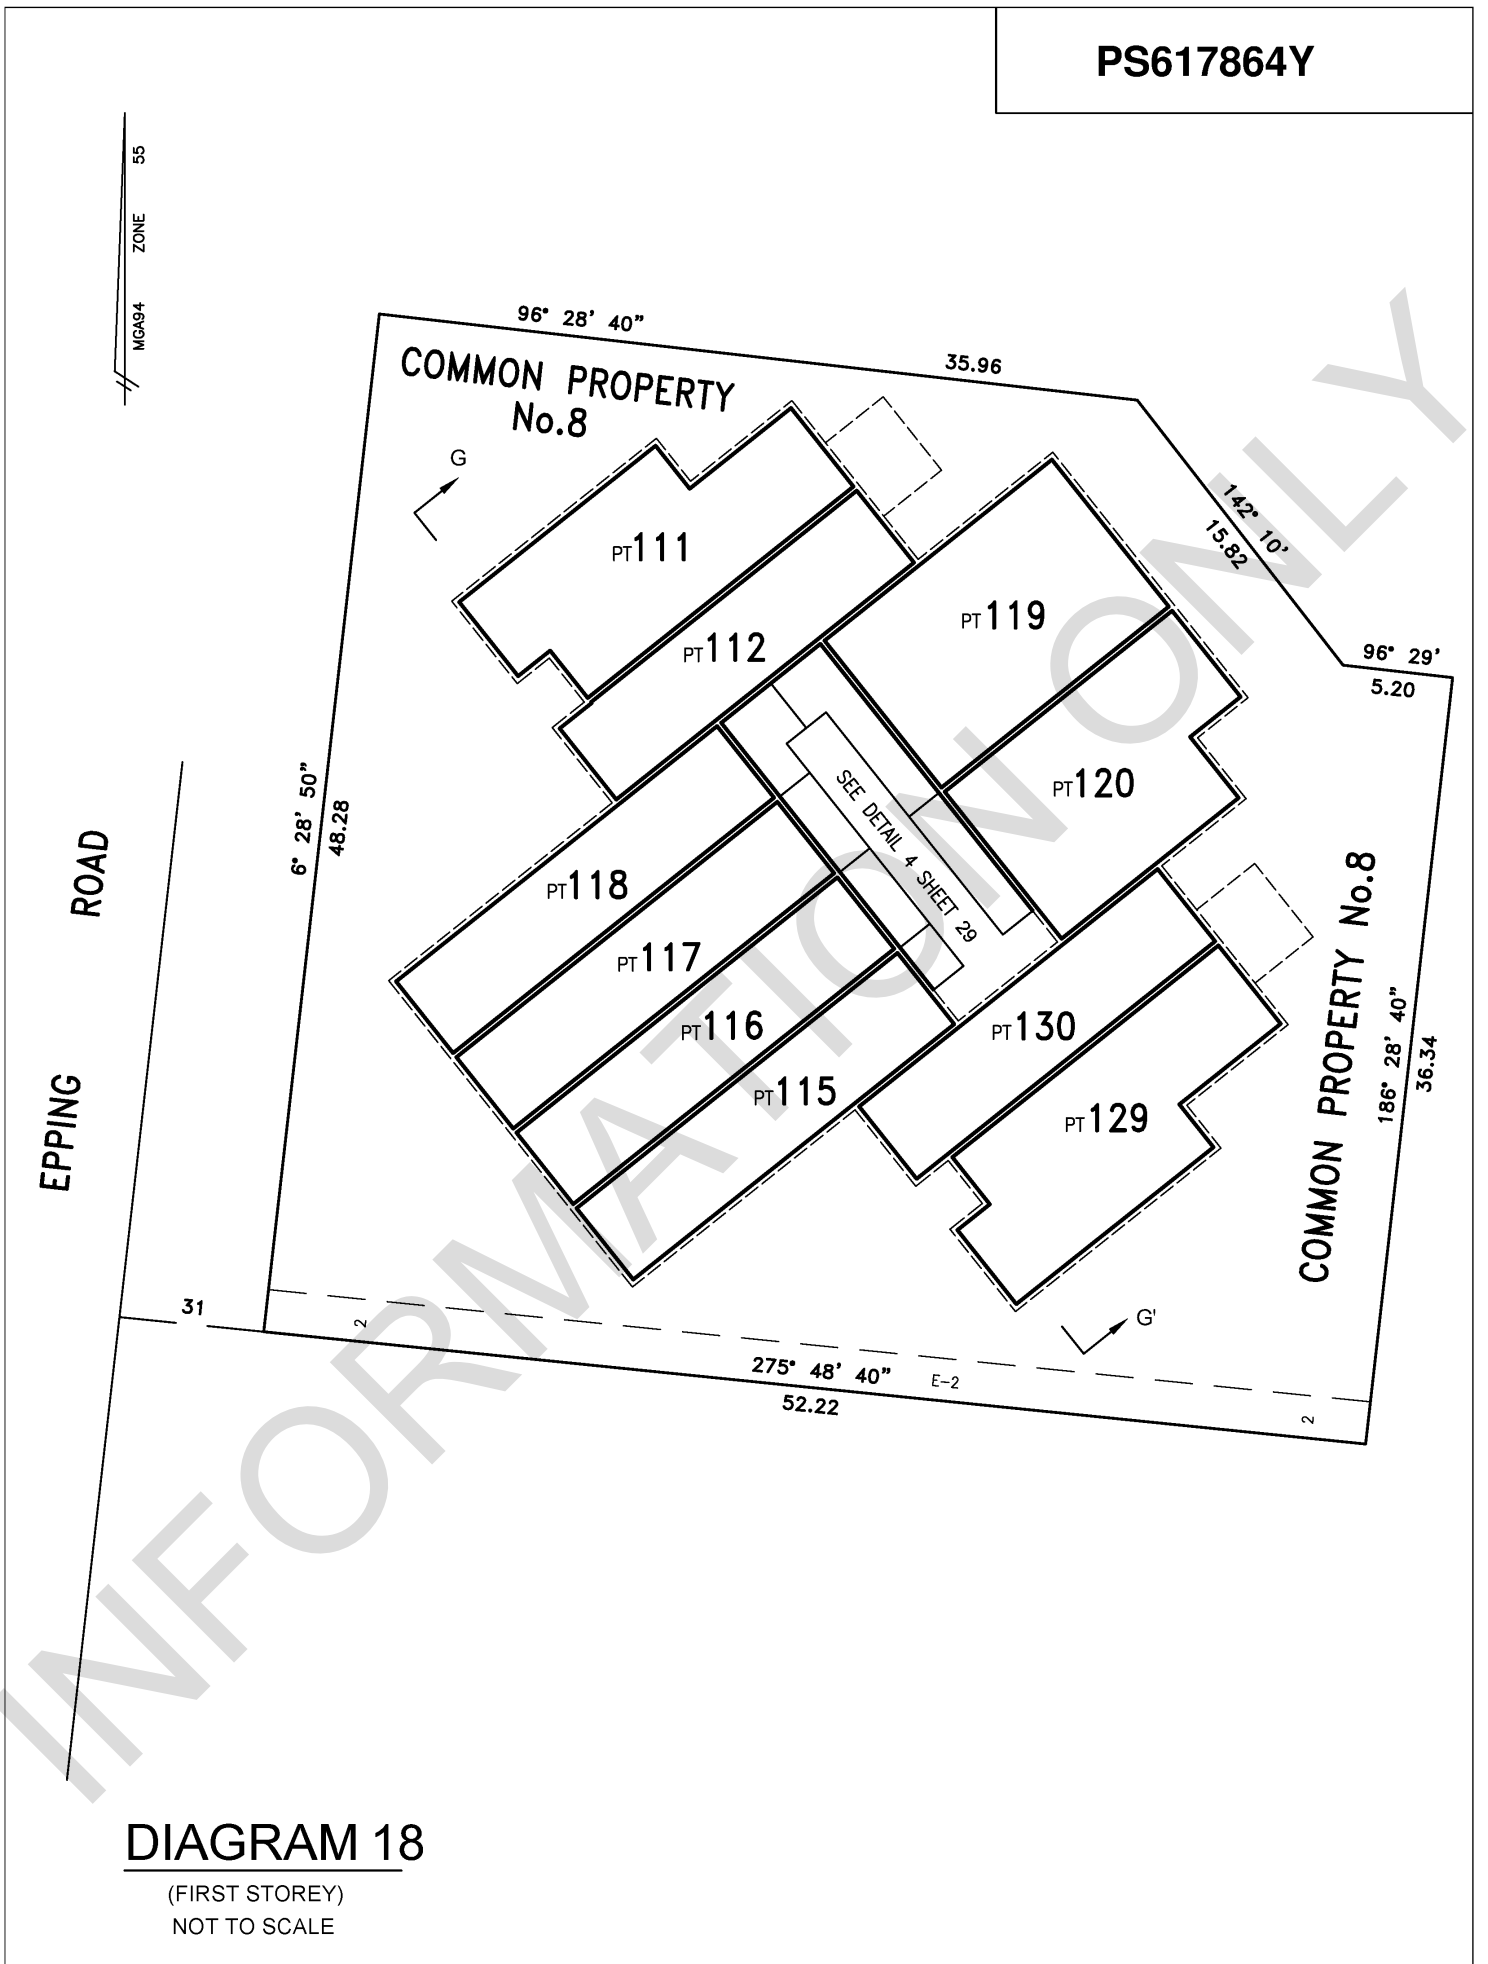 PS617864Y
MGA94 ZONE 55
96° 28' 40"
35.96
COMMON PROPERTY
No.8
G
142° 10'
15.82
96° 29'
5.20
PT111
PT112
PT119
PT120
6° 28' 50"
48.28
SEE DETAIL 4 SHEET 29
PT118
PT117
PT116
PT115
PT130
PT129
COMMON PROPERTY No.8
186° 28' 40"
36.34
EPPING ROAD
31
2
G'
275° 48' 40"
E-2
52.22
2
INFORMATION ONLY
DIAGRAM 18
(FIRST STOREY)
NOT TO SCALE